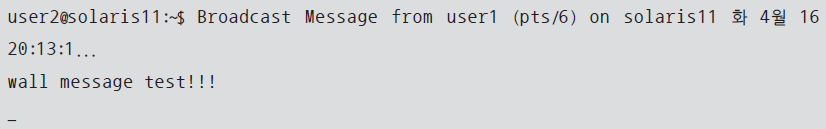 user2@solaris11:~$ Broadcast Message from user1 (pts/6) on solaris11 화 4월 16
20:13:1...
wall message test!!!
_